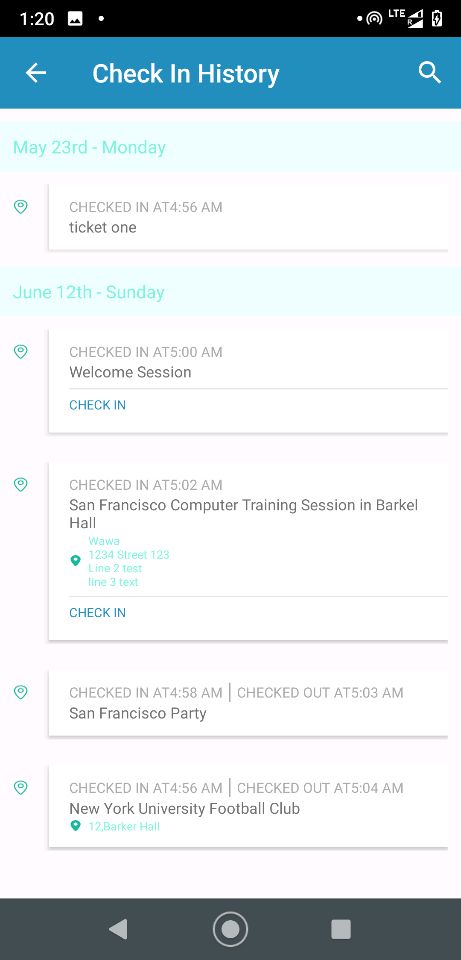 1:20
LTE
R
Check In History
May 23rd - Monday
CHECKED IN AT4:56 AM
ticket one
June 12th - Sunday
CHECKED IN AT5:00 AM
Welcome Session
CHECK IN
CHECKED IN AT5:02 AM
San Francisco Computer Training Session in Barkel
Hall
Wawa
1234 Street 123
Line 2 test
line 3 text
CHECK IN
CHECKED IN AT4:58 AM | CHECKED OUT AT5:03 AM
San Francisco Party
CHECKED IN AT4:56 AM | CHECKED OUT AT5:04 AM
New York University Football Club
12,Barker Hall